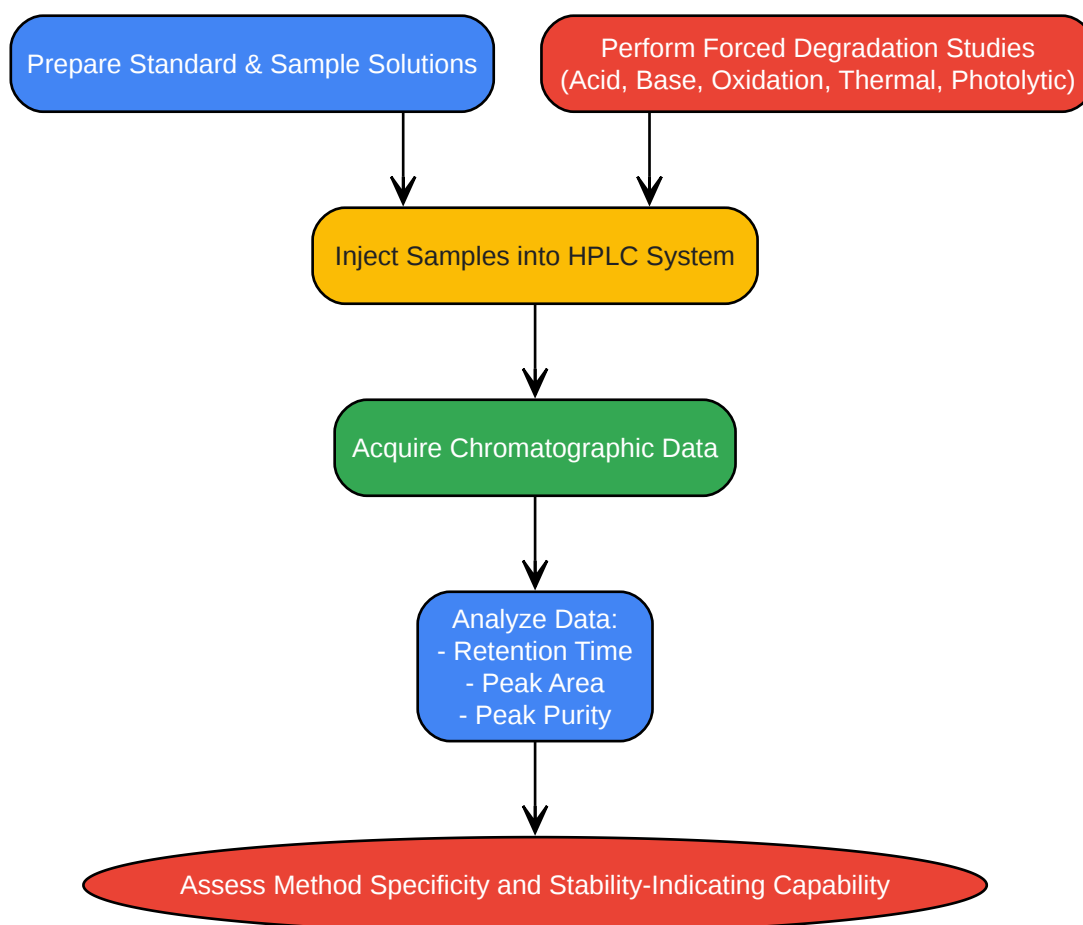 Prepare Standard & Sample Solutions
Perform Forced Degradation Studies
(Acid, Base, Oxidation, Thermal, Photolytic)
Inject Samples into HPLC System
Acquire Chromatographic Data
Analyze Data:
- Retention Time
- Peak Area
- Peak Purity
Assess Method Specificity and Stability-Indicating Capability